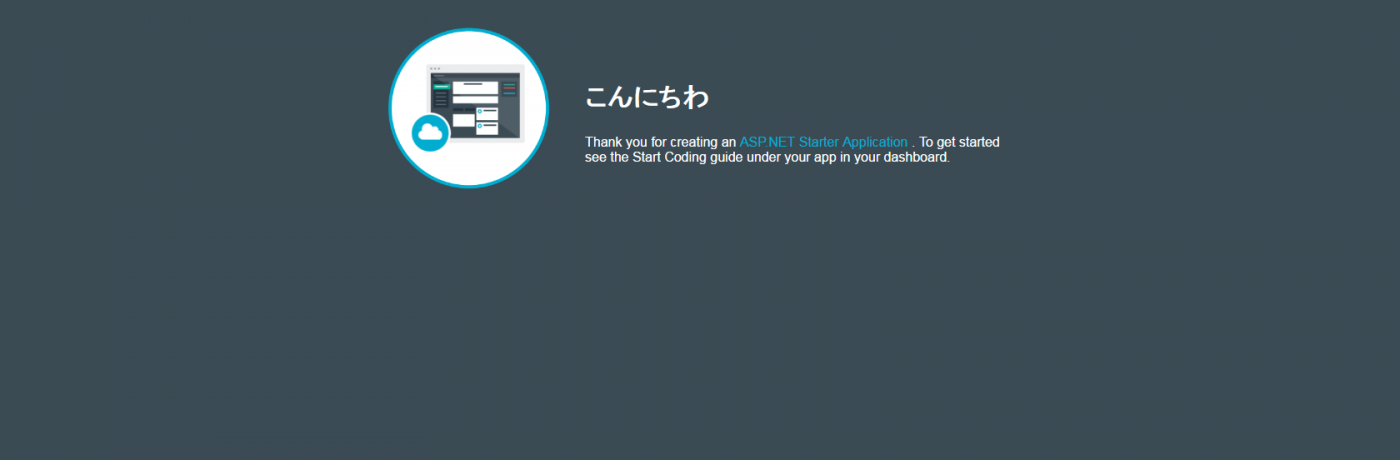 こんにちわ
Thank you for creating an ASP.NET Starter Application . To get started
see the Start Coding guide under your app in your dashboard.